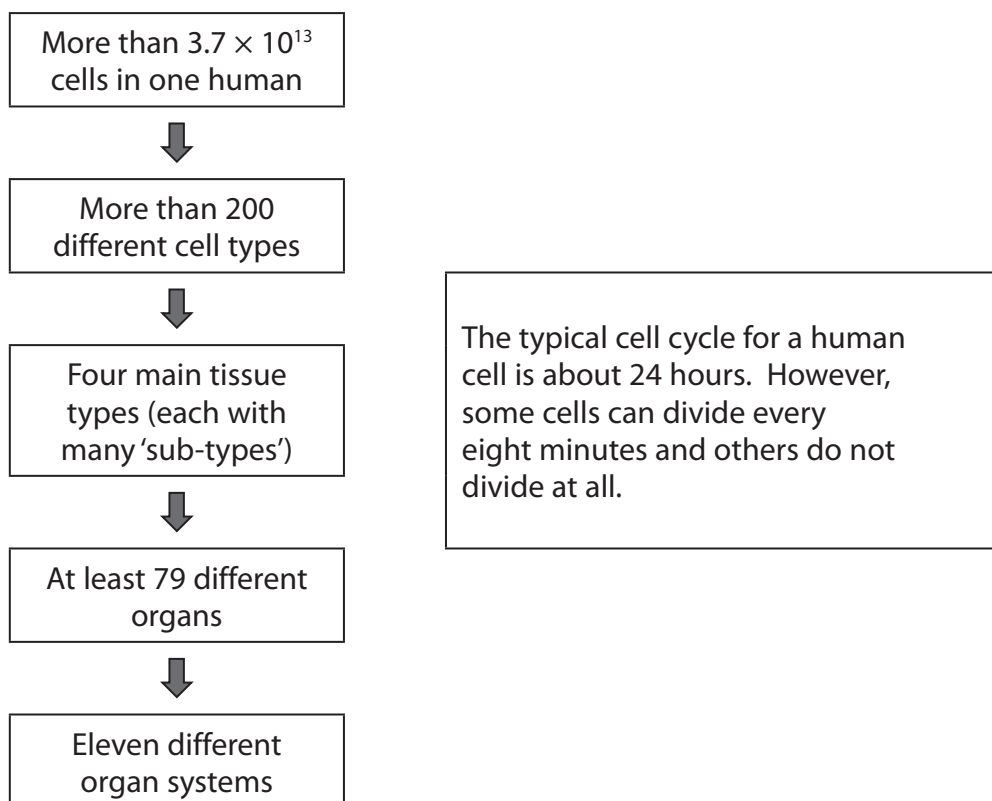 More than 3.7 × 10¹³
cells in one human
More than 200
different cell types
Four main tissue
types (each with
many ‘sub-types’)
At least 79 different
organs
Eleven different
organ systems
The typical cell cycle for a human
cell is about 24 hours.  However,
some cells can divide every
eight minutes and others do not
divide at all.